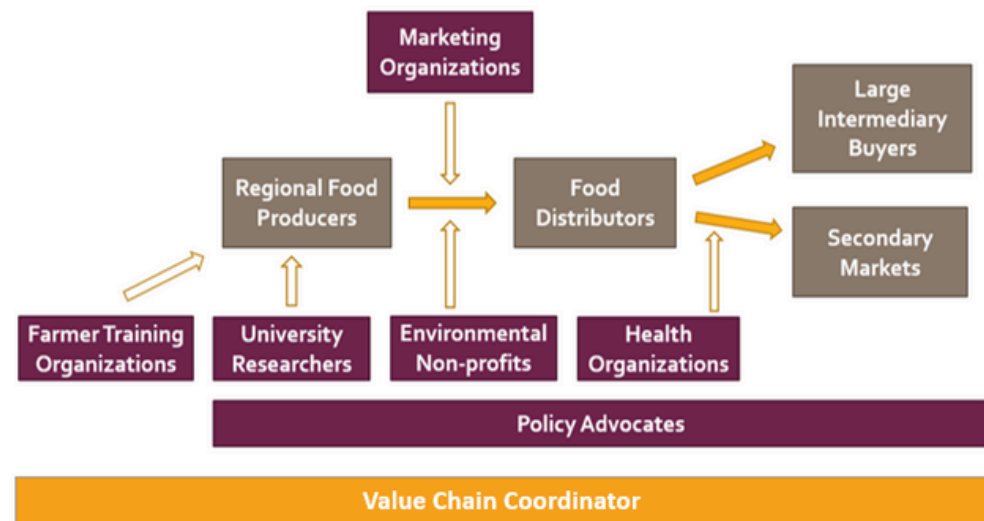 Marketing
Organizations
Large
Intermediary
Buyers
Regional Food
Producers
Food
Distributors
Secondary
Markets
Farmer Training
Organizations
University
Researchers
Environmental
Non-profits
Health
Organizations
Policy Advocates
Value Chain Coordinator